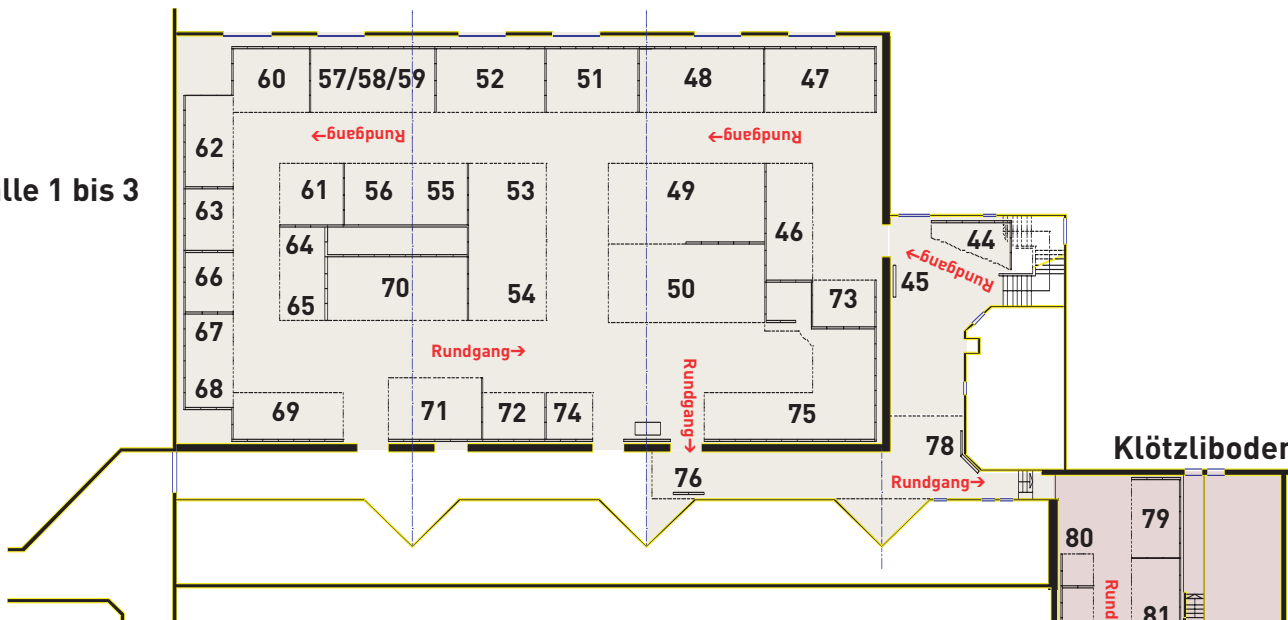 60 57/58/59 52 51 48 47
←Rundgang ←Rundgang
62
lle 1 bis 3
61 56 55 53 49
63
46
64 44
←Rundgang
66 70 54 50 45
65 73
67
Rundgang→
68 Rundgang→
69 71 72 74 75
78 Klötzliboden
76 Rundgang→
79
80
Rund
81